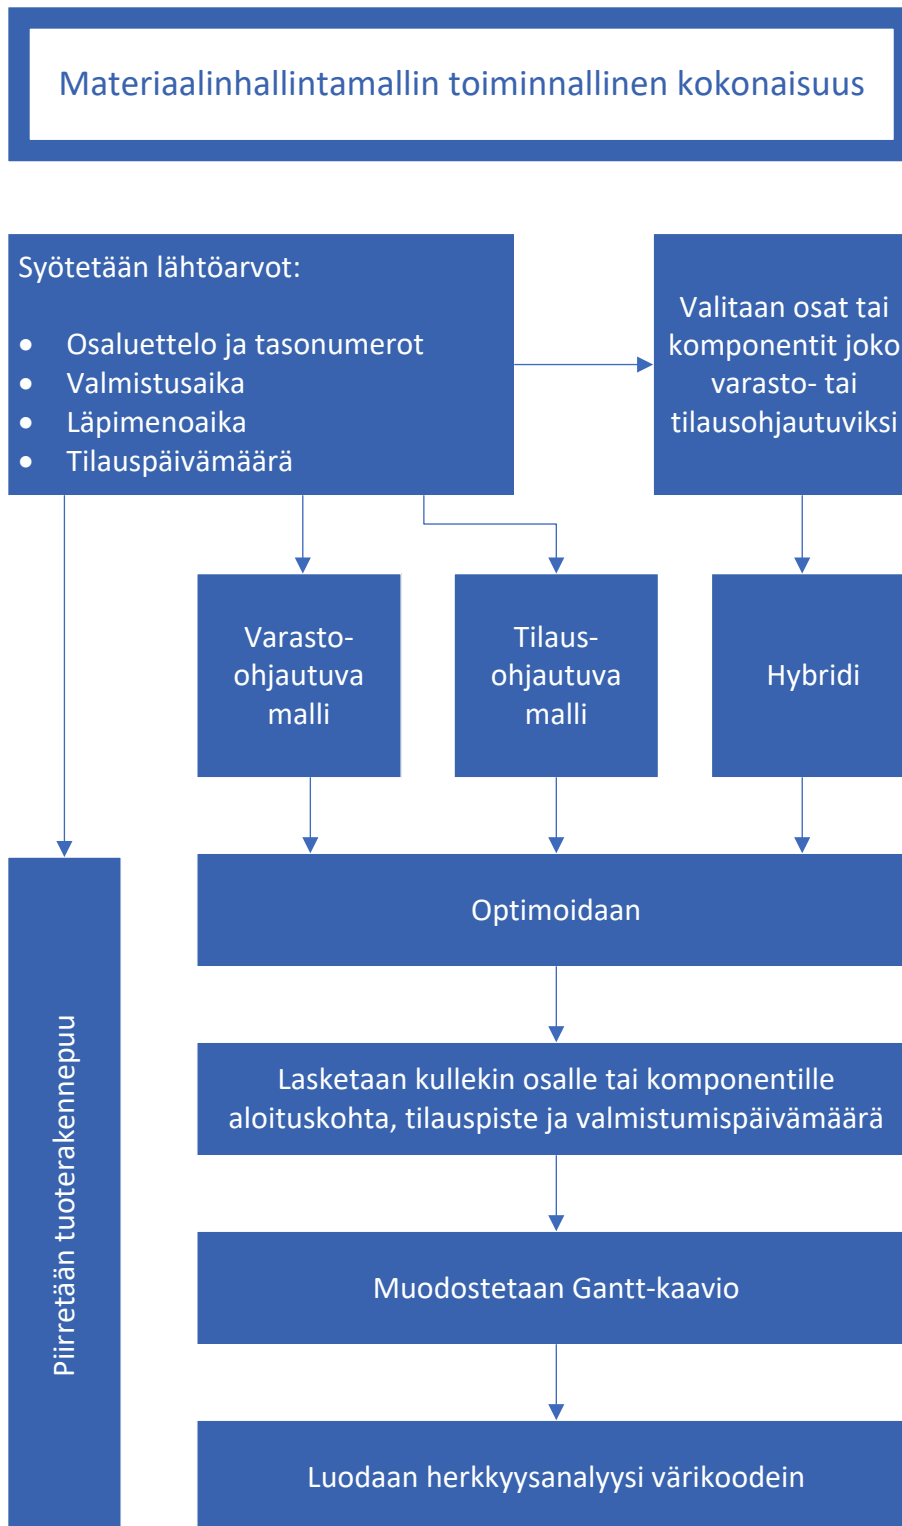 Materiaalinhallintamallin toiminnallinen kokonaisuus
Syötetään lähtöarvot:
• Osaluettelo ja tasonumerot
• Valmistusaika
• Läpimenoaika
• Tilauspäivämäärä
Valitaan osat tai
komponentit joko
varasto- tai
tilausohjautuviksi
Varasto-
ohjautuva
malli
Tilaus-
ohjautuva
malli
Hybridi
Optimoidaan
Lasketaan kullekin osalle tai komponentille
aloituskohta, tilauspiste ja valmistumispäivämäärä
Muodostetaan Gantt-kaavio
Luodaan herkkyysanalyysi värikoodein
Piirretään tuoterakennepuu